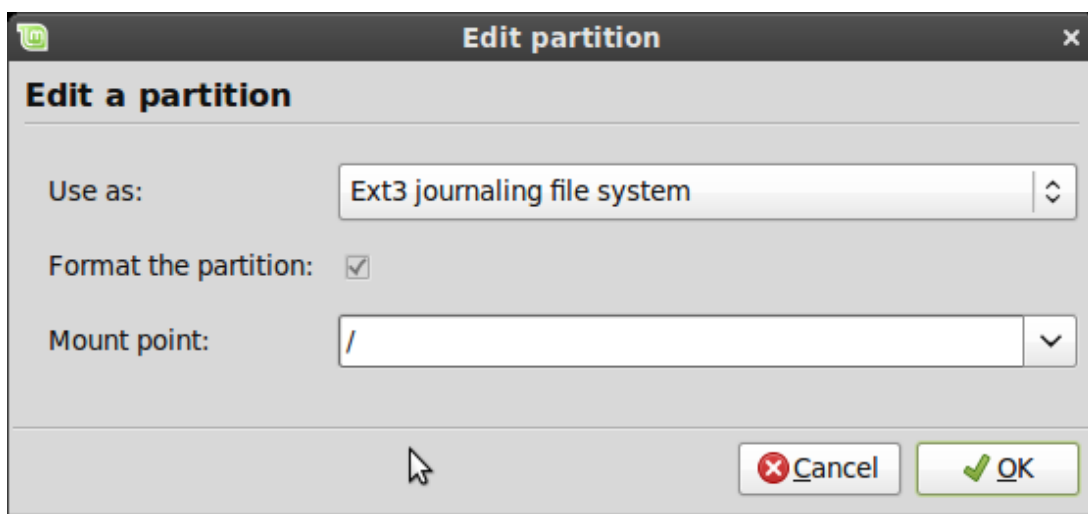 Edit partition
Edit a partition
Use as: Ext3 journaling file system
Format the partition:
Mount point: /
Cancel OK